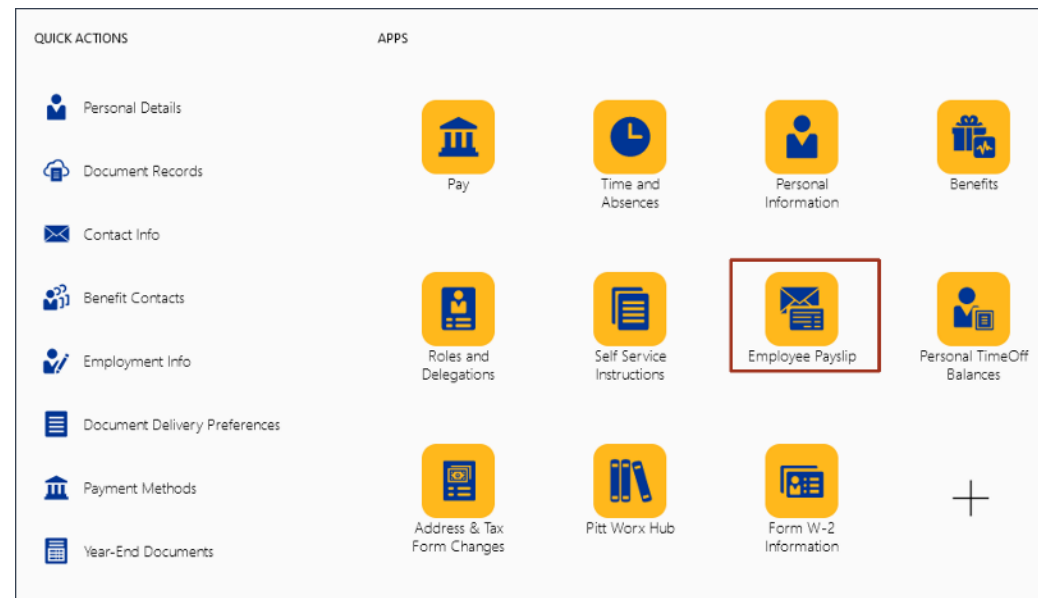 QUICK ACTIONS
APPS
Personal Details
Document Records
Contact Info
Benefit Contacts
Employment Info
Document Delivery Preferences
Payment Methods
Year-End Documents
Pay
Time and
Absences
Personal
Information
Benefits
Roles and
Delegations
Self Service
Instructions
Employee Payslip
Personal TimeOff
Balances
Address & Tax
Form Changes
Pitt Worx Hub
Form W-2
Information